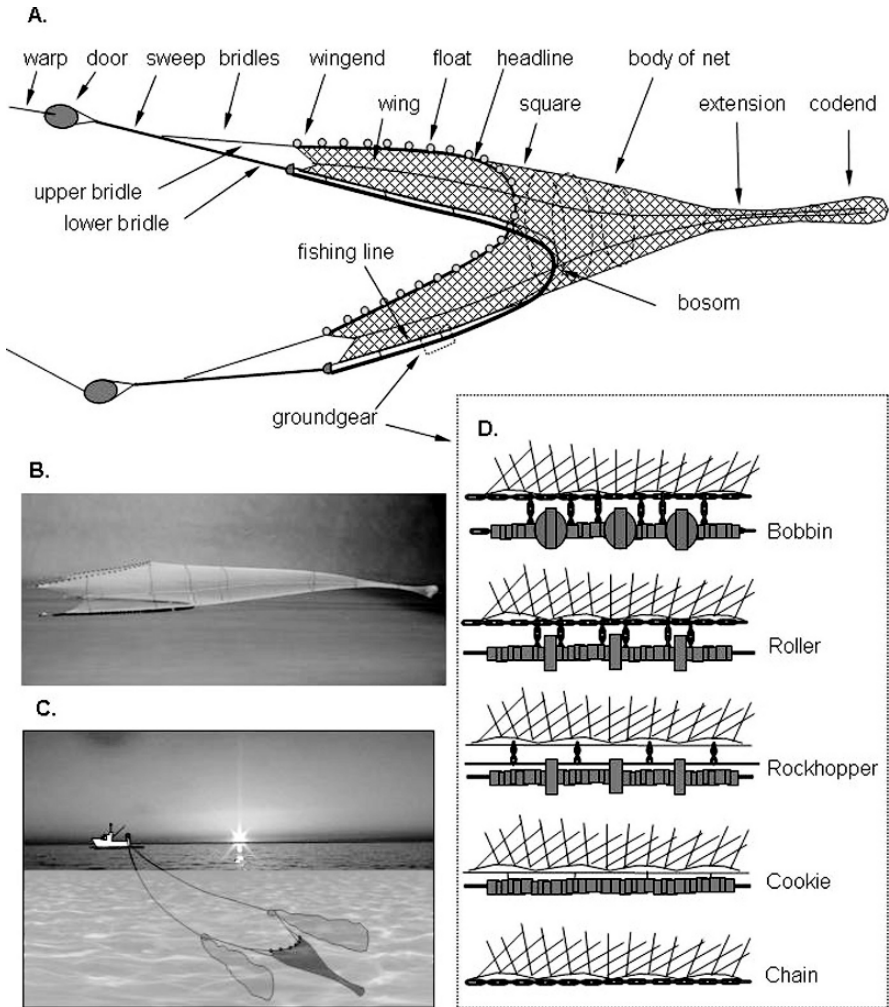 A.
warp door sweep bridles wingend float headline body of net
wing square extension codend
upper bridle
lower bridle
fishing line
bosom
groundgear
D.
B.
Bobbin
Roller
C.
Rockhopper
Cookie
Chain